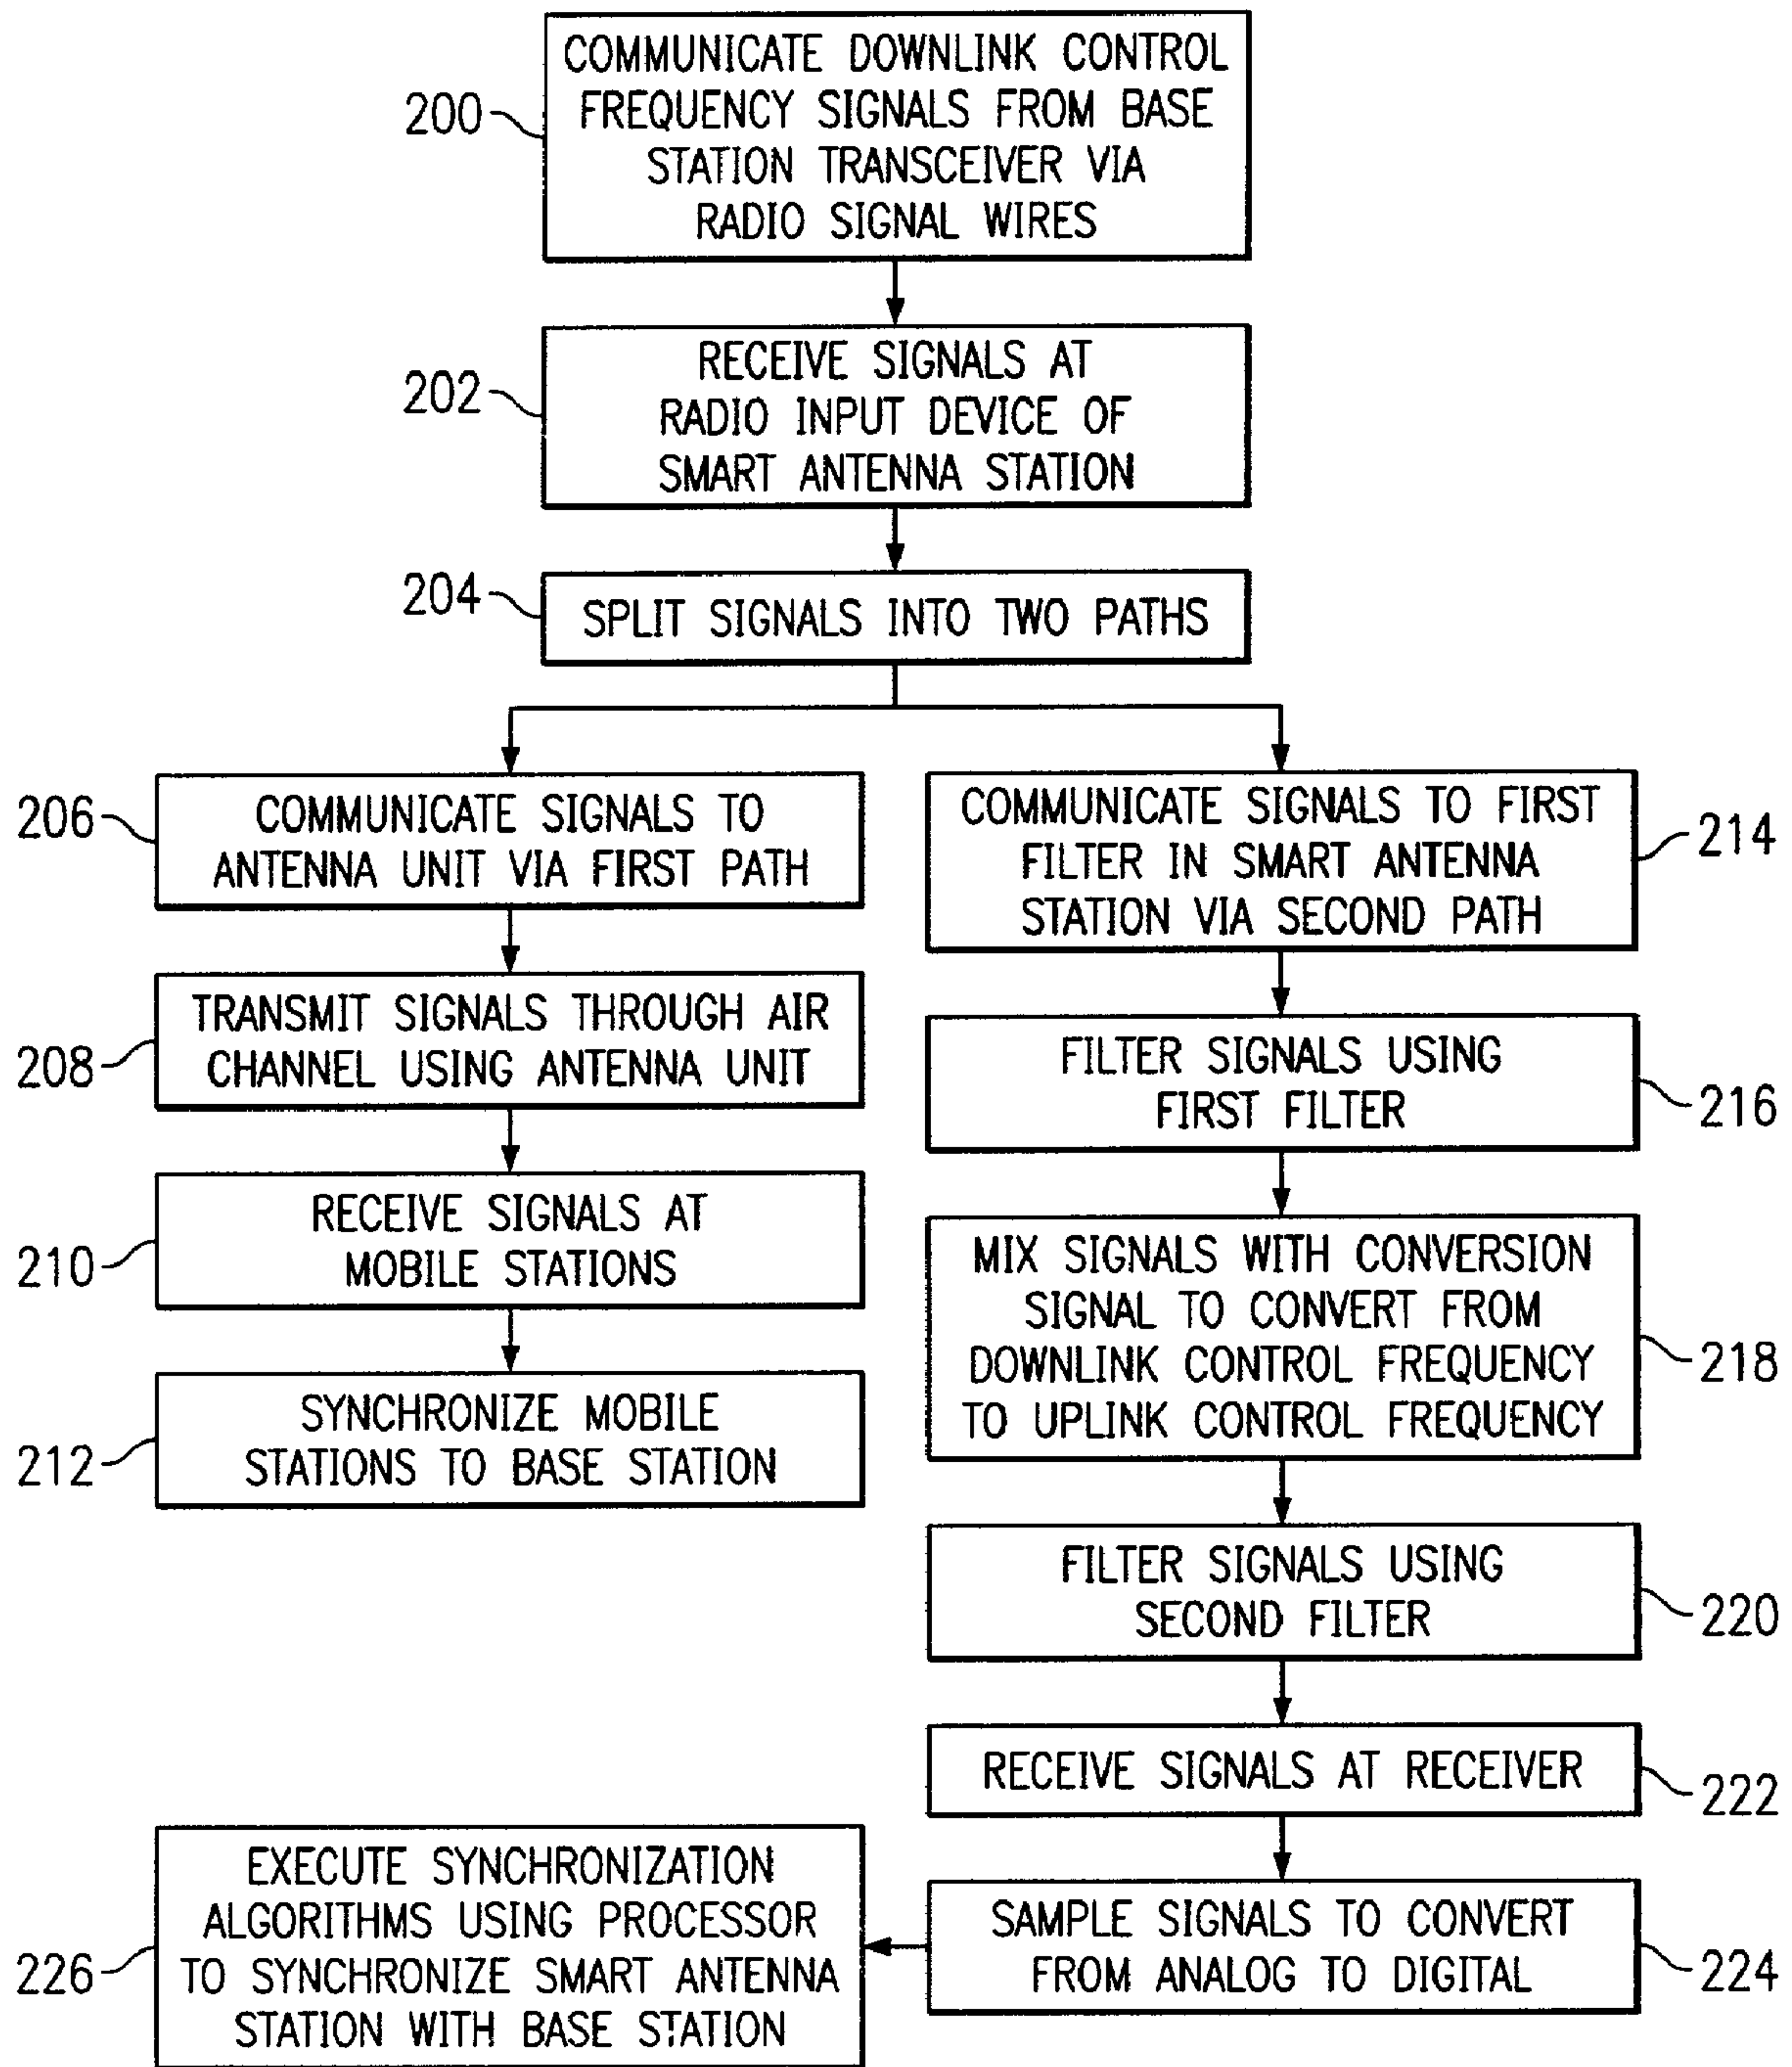 200
COMMUNICATE DOWNLINK CONTROL
FREQUENCY SIGNALS FROM BASE
STATION TRANSCEIVER VIA
RADIO SIGNAL WIRES
202
RECEIVE SIGNALS AT
RADIO INPUT DEVICE OF
SMART ANTENNA STATION
204
SPLIT SIGNALS INTO TWO PATHS
206
COMMUNICATE SIGNALS TO
ANTENNA UNIT VIA FIRST PATH
208
TRANSMIT SIGNALS THROUGH AIR
CHANNEL USING ANTENNA UNIT
210
RECEIVE SIGNALS AT
MOBILE STATIONS
212
SYNCHRONIZE MOBILE
STATIONS TO BASE STATION
COMMUNICATE SIGNALS TO FIRST
FILTER IN SMART ANTENNA
STATION VIA SECOND PATH
214
FILTER SIGNALS USING
FIRST FILTER
216
MIX SIGNALS WITH CONVERSION
SIGNAL TO CONVERT FROM
DOWNLINK CONTROL FREQUENCY
TO UPLINK CONTROL FREQUENCY
218
FILTER SIGNALS USING
SECOND FILTER
220
RECEIVE SIGNALS AT RECEIVER
222
SAMPLE SIGNALS TO CONVERT
FROM ANALOG TO DIGITAL
224
226
EXECUTE SYNCHRONIZATION
ALGORITHMS USING PROCESSOR
TO SYNCHRONIZE SMART ANTENNA
STATION WITH BASE STATION